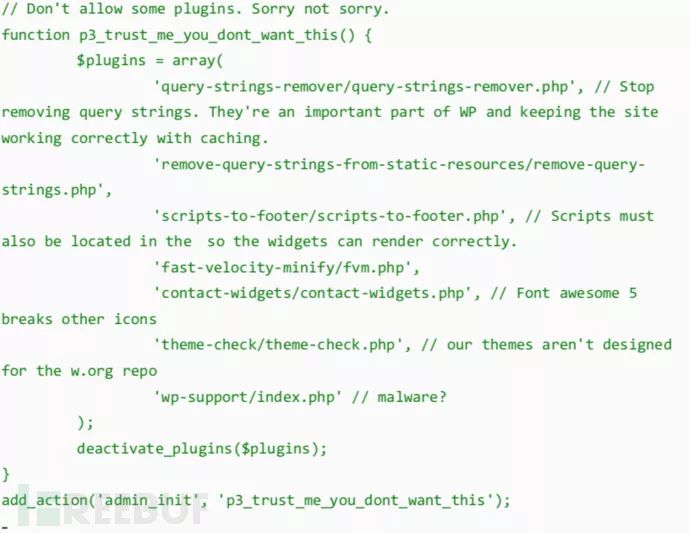 // Don't allow some plugins. Sorry not sorry.
function p3_trust_me_you_dont_want_this() {
$plugins = array(
'query-strings-remover/query-strings-remover.php', // Stop
removing query strings. They're an important part of WP and keeping the site
working correctly with caching.
'remove-query-strings-from-static-resources/remove-query-
strings.php',
'scripts-to-footer/scripts-to-footer.php', // Scripts must
also be located in the  so the widgets can render correctly.
'fast-velocity-minify/fvm.php',
'contact-widgets/contact-widgets.php', // Font awesome 5
breaks other icons
'theme-check/theme-check.php', // our themes aren't designed
for the w.org repo
'wp-support/index.php' // malware?
);
deactivate_plugins($plugins);
}
add_action('admin_init', 'p3_trust_me_you_dont_want_this');
FREEBUF